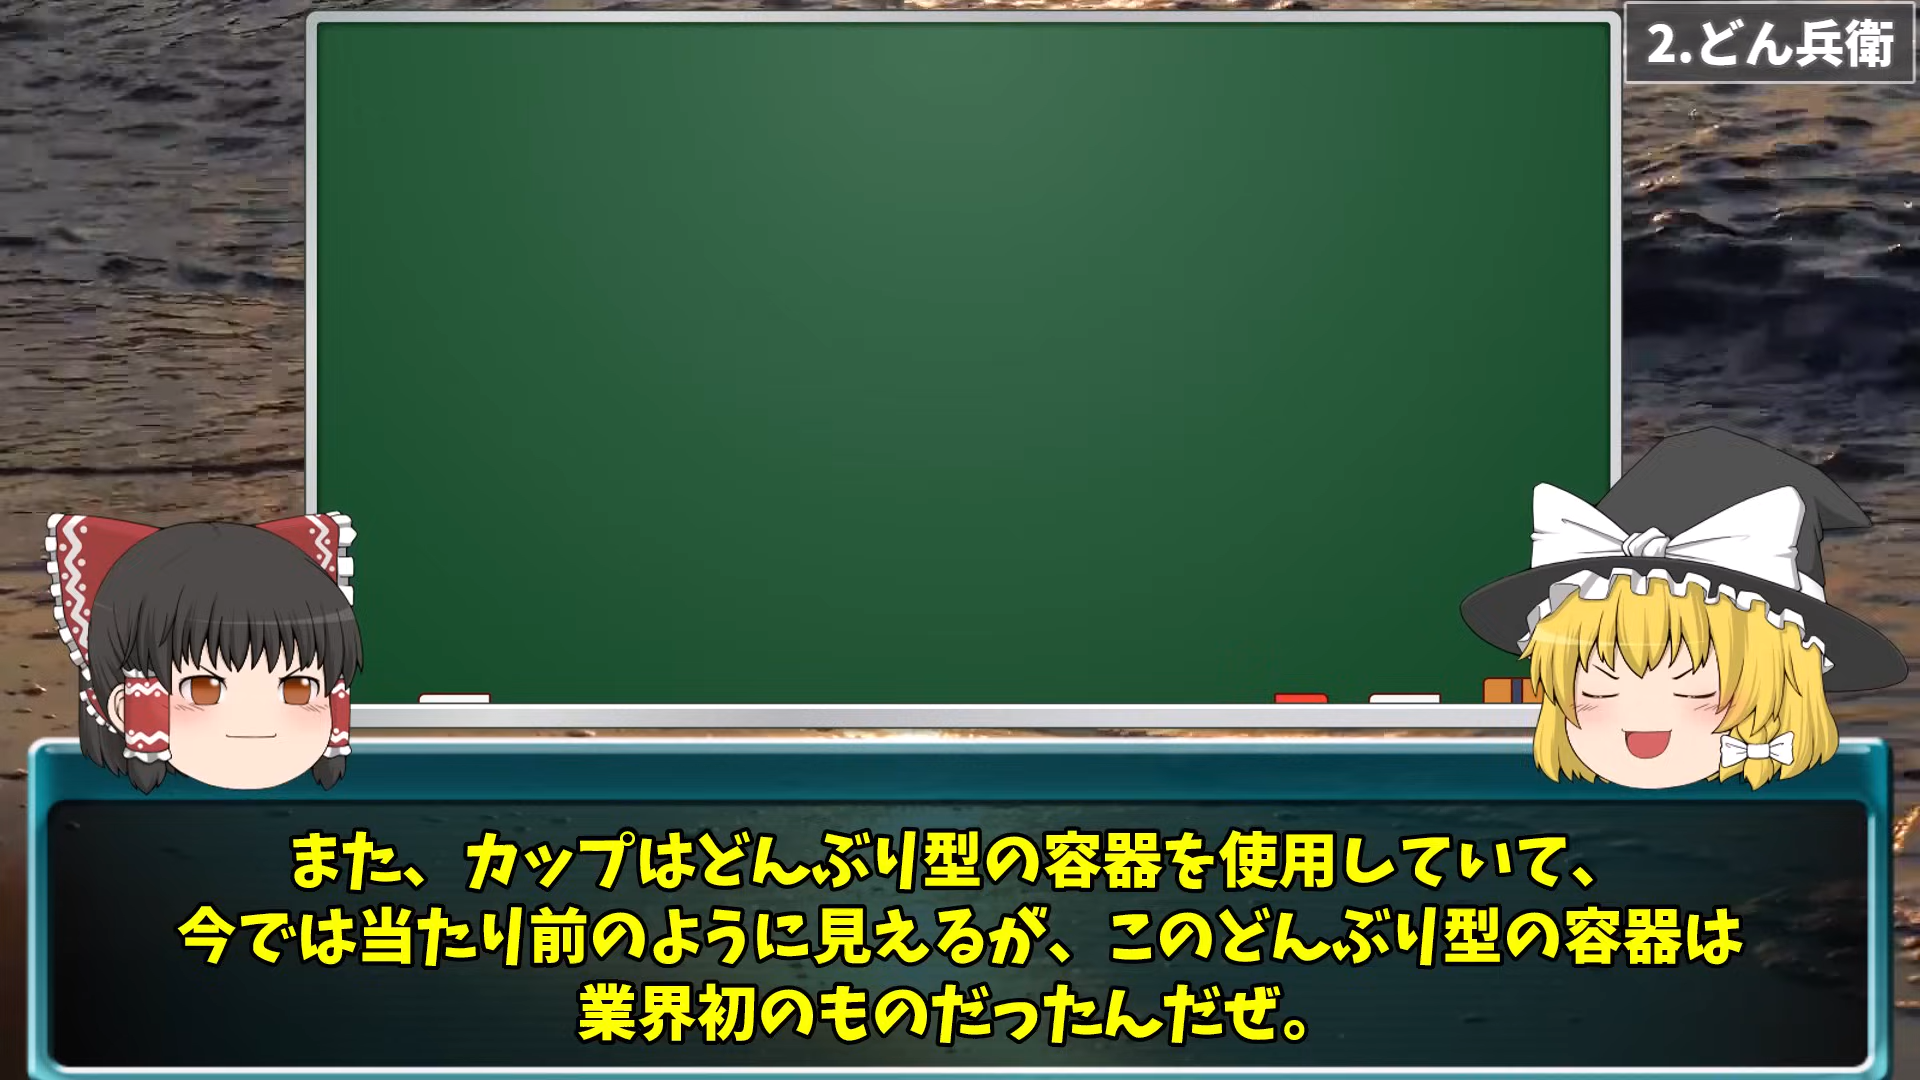 2.どん兵衛
また、カップはどんぶり型の容器を使用していて、
今では当たり前のように見えるが、このどんぶり型の容器は
業界初のものだったんだぜ。